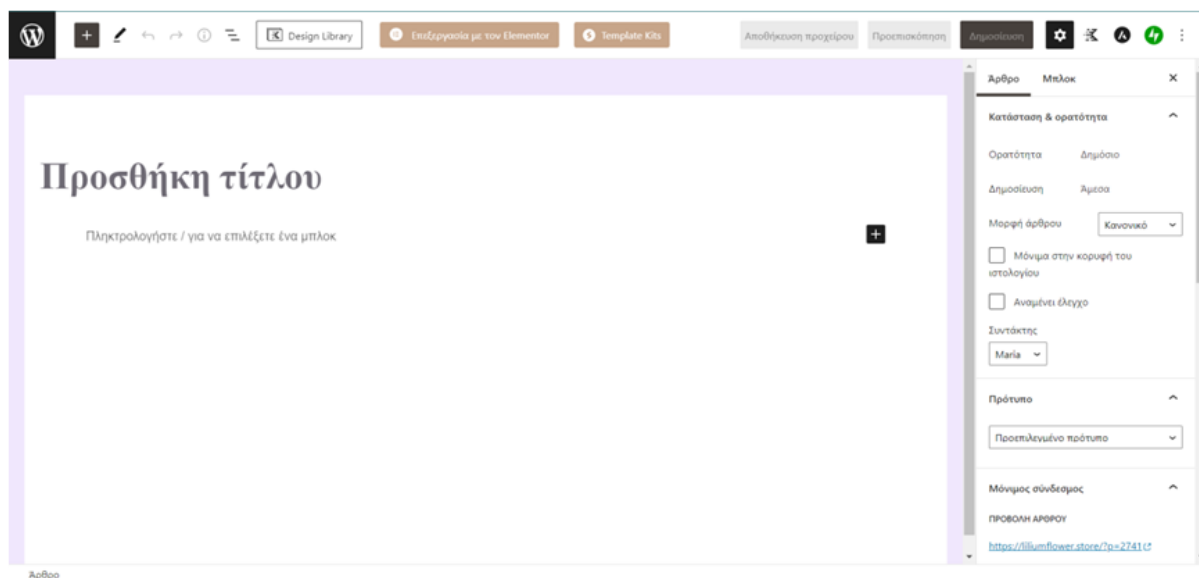 Design Library
Επεξεργασία με τον Elementor
Template Kits
Αποθήκευση προχείρου
Προεπισκόπηση
Δημοσίευση
Άρθρο
Μπλοκ
Κατάσταση & ορατότητα
Ορατότητα
Δημόσιο
Δημοσίευση
Άμεσα
Μορφή άρθρου
Κανονικό
Μόνιμα στην κορυφή του
ιστολογίου
Αναμένει έλεγχο
Συντάκτης
Maria
Πρότυπο
Προεπιλεγμένο πρότυπο
Μόνιμος σύνδεσμος
ΠΡΟΒΟΛΗ ΑΡΘΡΟΥ
https://liliumflower.store/?p=2741
Προσθήκη τίτλου
Πληκτρολογήστε / για να επιλέξετε ένα μπλοκ
Άρθρο